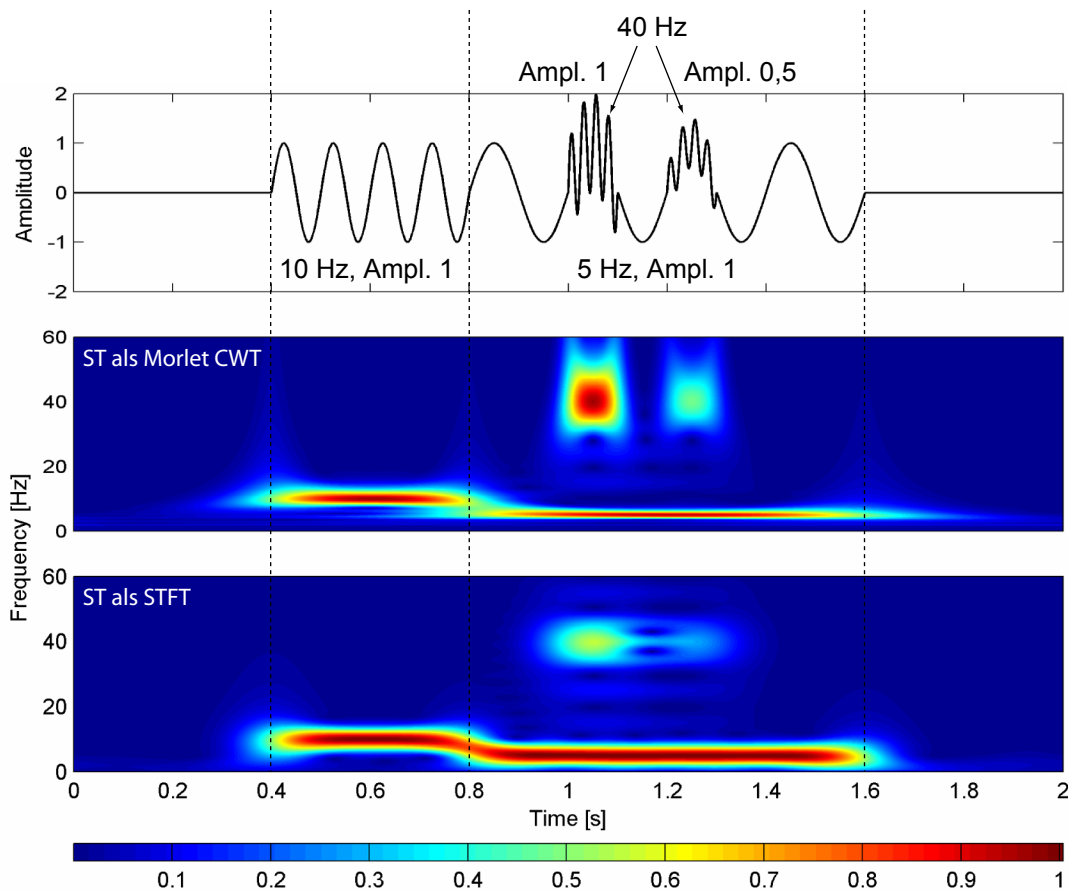 40 Hz
Ampl. 1
Ampl. 0,5
2
1
0
-1
-2
Amplitude
10 Hz, Ampl. 1
5 Hz, Ampl. 1
60
40
20
0
ST als Morlet CWT
Frequency [Hz]
60
40
20
0
ST als STFT
0 0.2 0.4 0.6 0.8 1 1.2 1.4 1.6 1.8 2
Time [s]
0.1 0.2 0.3 0.4 0.5 0.6 0.7 0.8 0.9 1